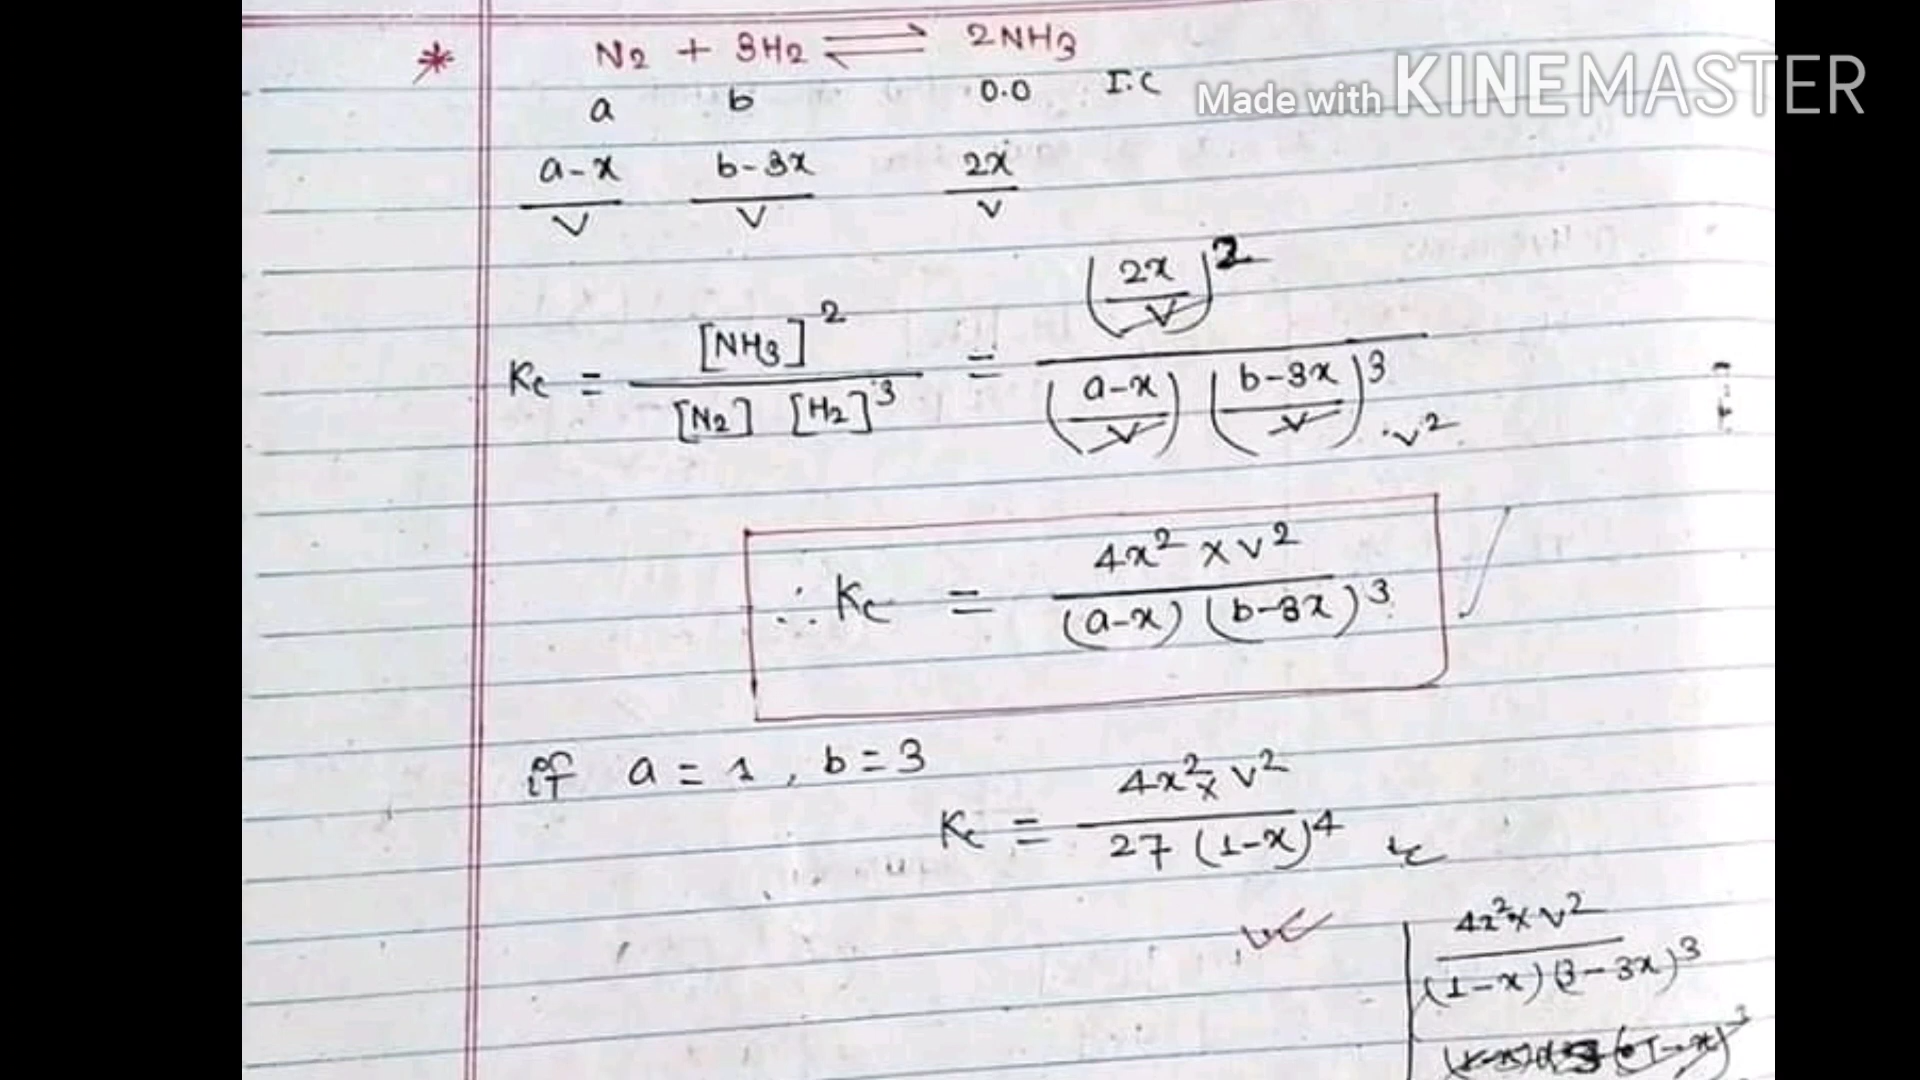 * N2 + 3H2 ⇌ 2NH3
a b 0.0 I.C
Made with KINEMASTER
(a-x)/V (b-3x)/V 2x/V
Kc = [NH3]^2 / [N2] [H2]^3 = (2x/V)^2 / (a-x/V) (b-3x/V)^3 . v^2
∴ Kc = 4x^2 x v^2 / (a-x) (b-3x)^3
if a = 1, b = 3
Kc = 4x^2 x v^2 / 27 (1-x)^4
4x^2 x v^2 / (1-x) (3-3x)^3